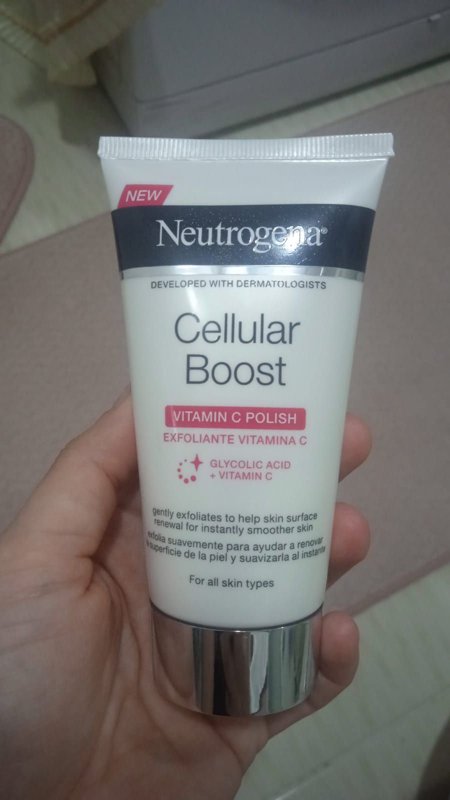 NEW
Neutrogena®
DEVELOPED WITH DERMATOLOGISTS
Cellular
Boost
VITAMIN C POLISH
EXFOLIANTE VITAMINA C
GLYCOLIC ACID
+ VITAMIN C
gently exfoliates to help skin surface
renewal for instantly smoother skin
exfolia suavemente para ayudar a renovar
superficie de la piel y suavizarla al instante
For all skin types